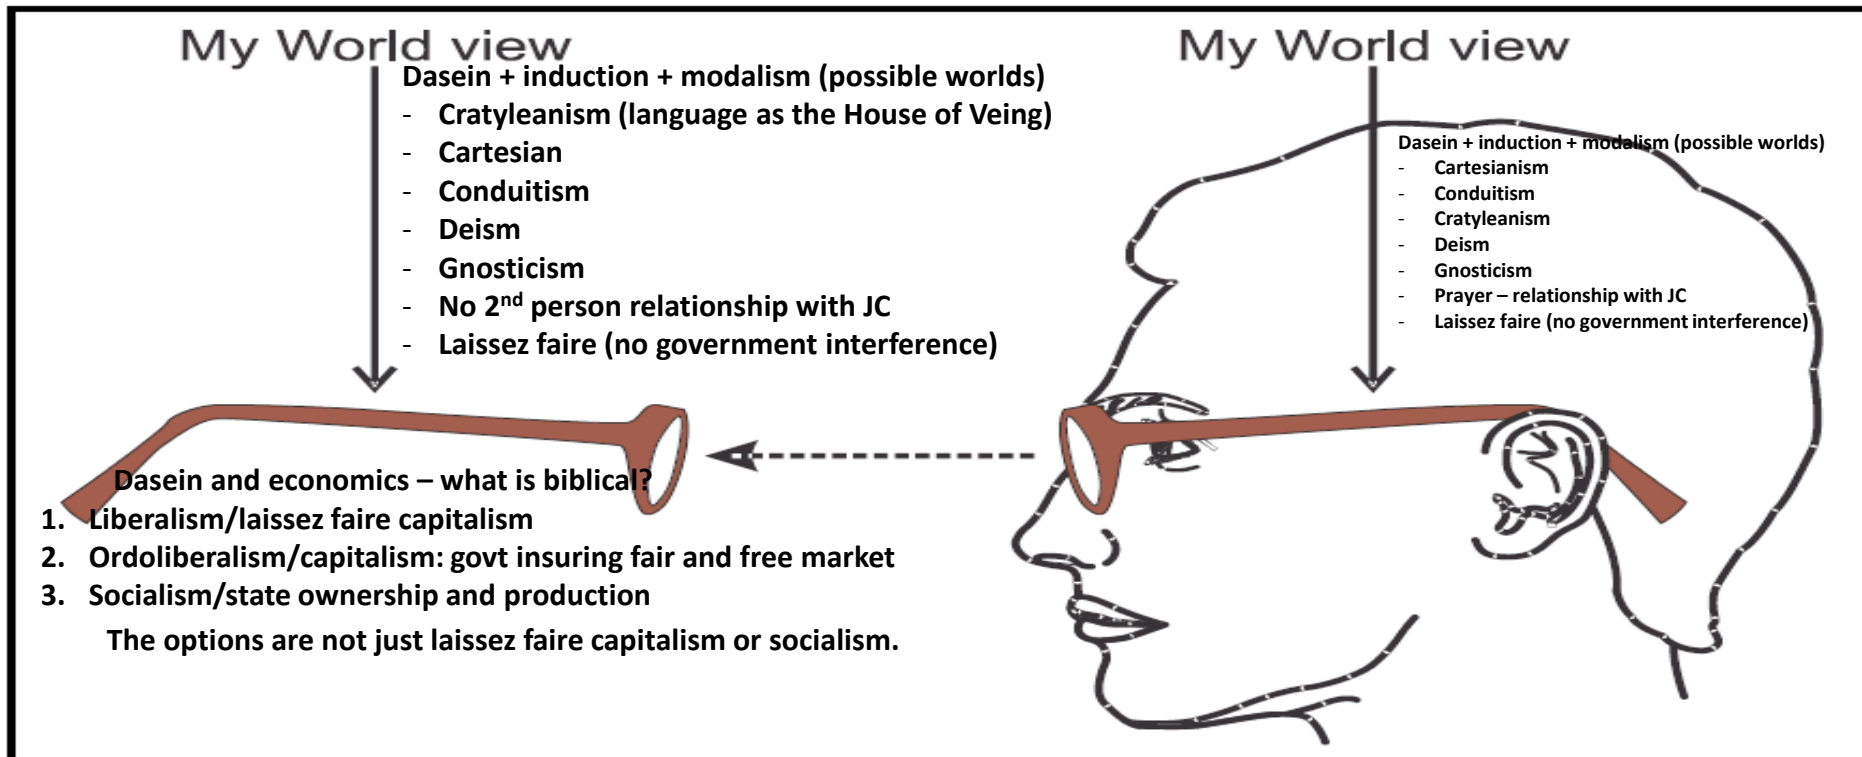 My World view
Dasein + induction + modalism (possible worlds)
- Cratyleanism (language as the House of Veing)
- Cartesian
- Conduitism
- Deism
- Gnosticism
- No 2nd person relationship with JC
- Laissez faire (no government interference)
Dasein and economics – what is biblical?
1. Liberalism/laissez faire capitalism
2. Ordoliberalism/capitalism: govt insuring fair and free market
3. Socialism/state ownership and production
The options are not just laissez faire capitalism or socialism.
My World view
Dasein + induction + modalism (possible worlds)
- Cartesianism
- Conduitism
- Cratyleanism
- Deism
- Gnosticism
- Prayer – relationship with JC
- Laissez faire (no government interference)